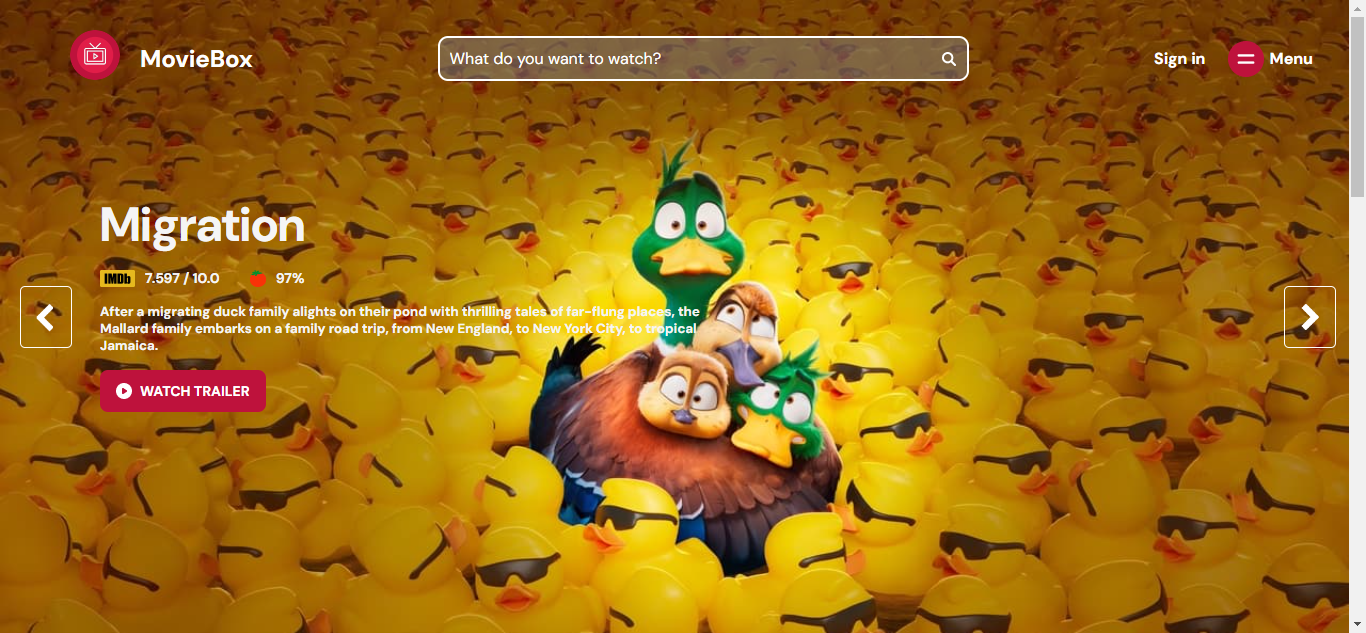 MovieBox
What do you want to watch?
Sign in
Menu
Migration
IMDb 7.597 / 10.0 97%
After a migrating duck family alights on their pond with thrilling tales of far-flung places, the
Mallard family embarks on a family road trip, from New England, to New York City, to tropical
Jamaica.
WATCH TRAILER